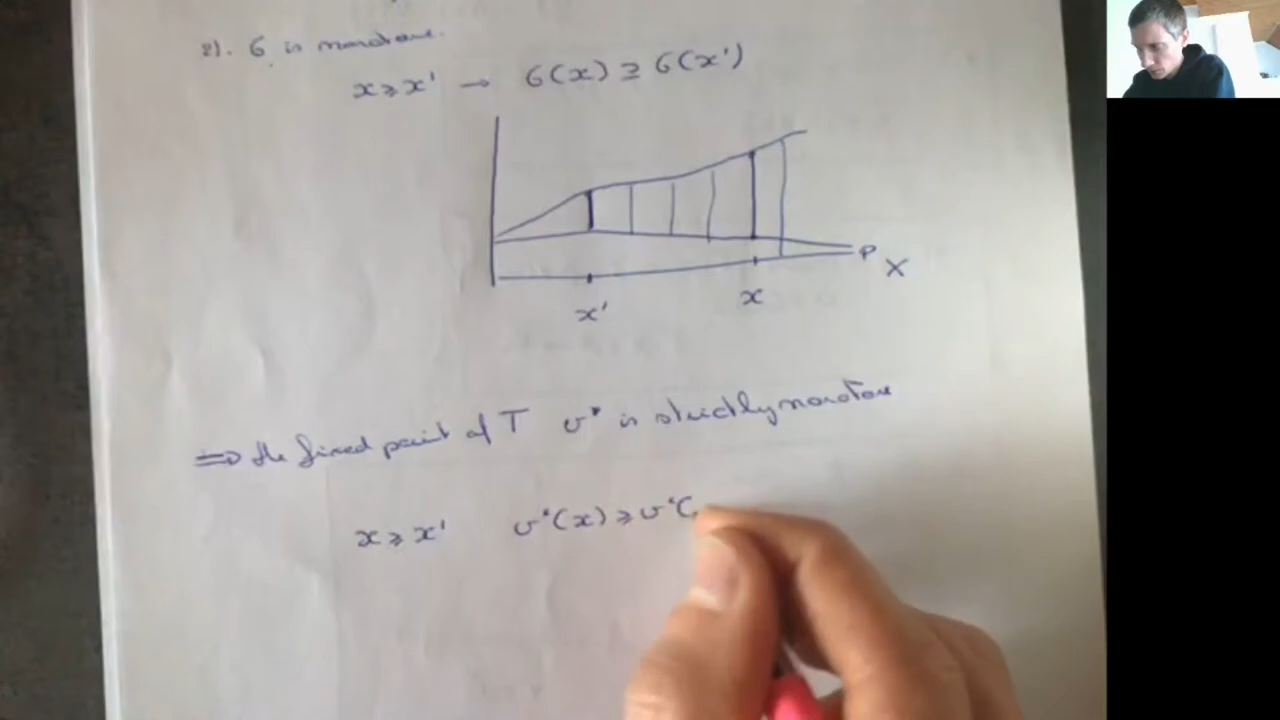 2). G is monotone.
x ⩾ x' → G(x) ⊇ G(x')
P X
x' x
⟹ the fixed point of T v* is strictly monotone
x ⩾ x' v*(x) ⩾ v*(